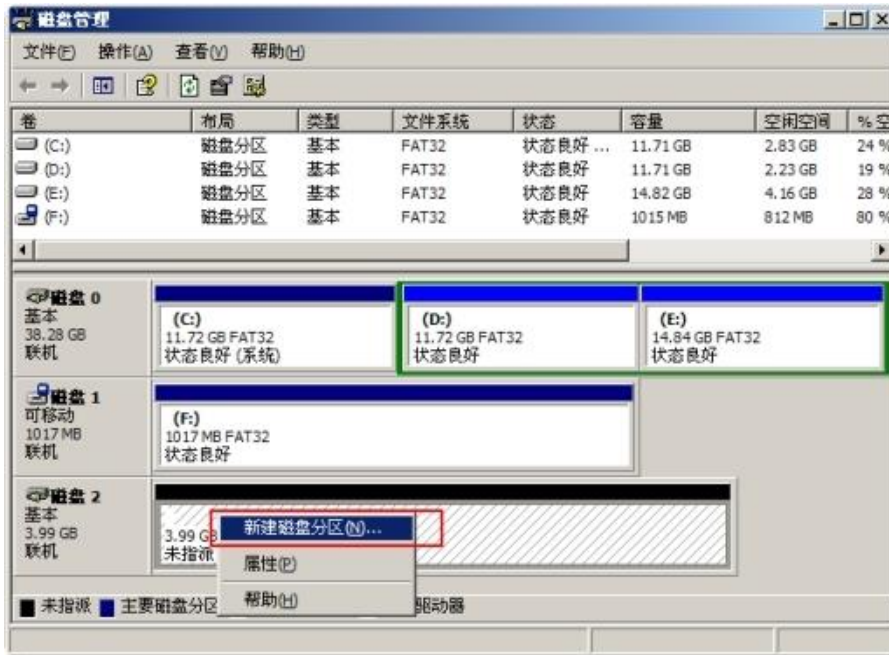 磁盘管理
文件(F) 操作(A) 查看(V) 帮助(H)
卷 布局 类型 文件系统 状态 容量 空闲空间 % 空
(C:) 磁盘分区 基本 FAT32 状态良好 ... 11.71 GB 2.83 GB 24 %
(D:) 磁盘分区 基本 FAT32 状态良好 11.71 GB 2.23 GB 19 %
(E:) 磁盘分区 基本 FAT32 状态良好 14.82 GB 4.16 GB 28 %
(F:) 磁盘分区 基本 FAT32 状态良好 1015 MB 812 MB 80 %
磁盘 0
基本
38.28 GB
联机
(C:)
11.72 GB FAT32
状态良好 (系统)
(D:)
11.72 GB FAT32
状态良好
(E:)
14.84 GB FAT32
状态良好
磁盘 1
可移动
1017 MB
联机
(F:)
1017 MB FAT32
状态良好
磁盘 2
基本
3.99 GB
联机
3.99 GB
未指派
新建磁盘分区(N)...
属性(P)
帮助(H)
未指派 主要磁盘分区 驱动器